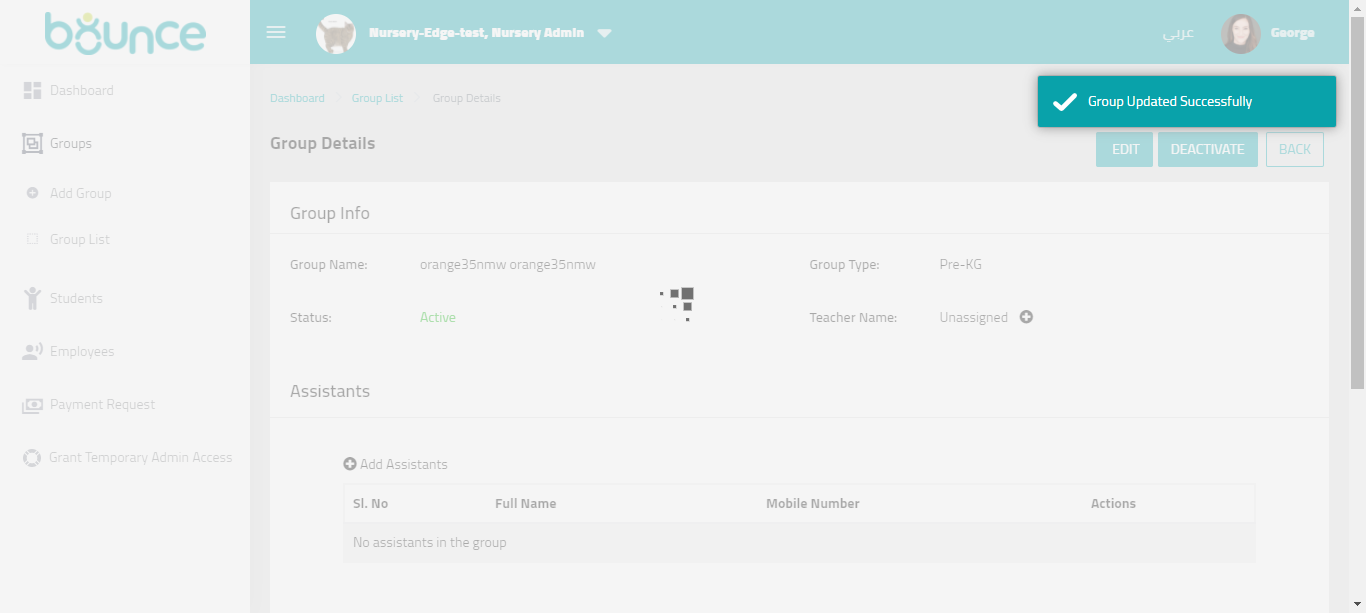 bounce
Nursery-Edge-test, Nursery Admin
عربي
George
Dashboard
Groups
Add Group
Group List
Students
Employees
Payment Request
Grant Temporary Admin Access
Dashboard Group List Group Details
Group Updated Successfully
Group Details
EDIT DEACTIVATE BACK
Group Info
Group Name: orange35nmw orange35nmw Group Type: Pre-KG
Status: Active Teacher Name: Unassigned
Assistants
Add Assistants
Sl. No Full Name Mobile Number Actions
No assistants in the group